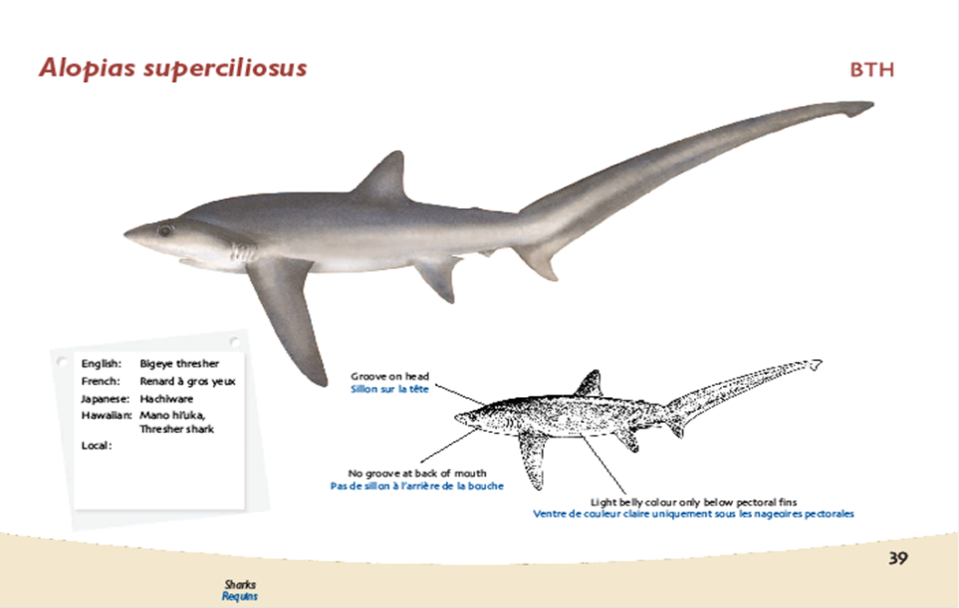 Alopias superciliosus
BTH
English: Bigeye thresher
French: Renard à gros yeux
Japanese: Hachiware
Hawaiian: Mano hi'uka,
Thresher shark
Local:
Groove on head
Sillon sur la tête
No groove at back of mouth
Pas de sillon à l'arrière de la bouche
Light belly colour only below pectoral fins
Ventre de couleur claire uniquement sous les nageoires pectorales
39
Sharks
Requins